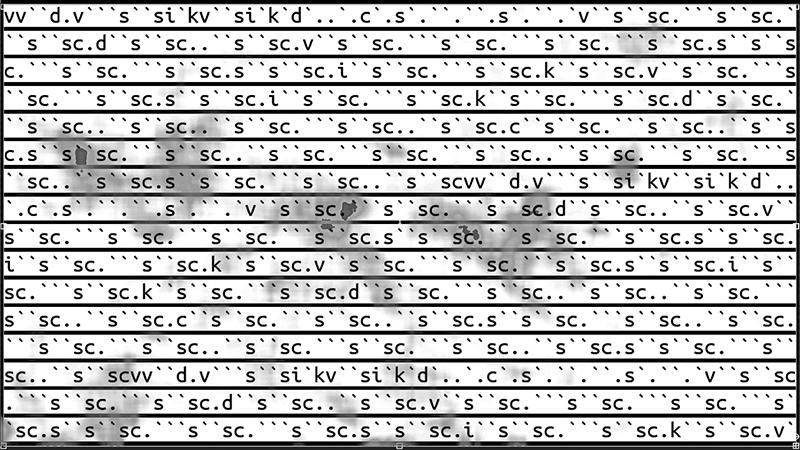 vv``d.v```s``si`kv``si`k`d`..`.c`.s`.`.`.s`.`.`v``s``sc.```s``sc.
``s``sc.d``s``sc..``s``sc.v``s``sc.```s``sc.```s``sc.s``s``s
c.```s``sc.```s``sc.s``s``sc.i``s``sc.```s``sc.k``s``sc.v``s``s
``sc.```s``sc.s``s``sc.i``s``sc.```s``sc.k``s``sc.```s``sc.d``s
``s``sc..``s``sc..``s``sc.```s``sc..``s``sc.c``s``sc.```s``sc.
c.s``s``sc.```s``sc..``s``sc.```s``sc.```s``sc.```s``sc.```s``s
``sc..``s``sc.s``s``sc.```s``sc..``s``scvv``d.v```s``si`kv``si`k`d`..
`.c`.s`.`.`.s`.`.`v``s``sc.```s``sc.```s``sc.d``s``sc..``s``sc.v
s``sc.```s``sc.```s``sc.```s``sc.s``s``sc.```s``sc.```s``sc.s``s``sc.
i``s``sc.```s``sc.k``s``sc.v``s``sc.```s``sc.```s``sc.s``s``sc.i``s
sc.```s``sc.k``s``sc.```s``sc.d``s``sc.```s``sc..``s``sc..``s``sc.
s``sc..``s``sc.c``s``sc.```s``sc..``s``sc.s``s``sc.```s``sc..``s``s
``sc.```s``sc.```s``sc.```s``sc..``s``sc.```s``sc.s``s``sc.```s
sc..``s``scvv``d.v```s``si`kv``si`k`d`..`.c`.s`.`.`.s`.`.`v``s``s
``s``sc.```s``sc.d``s``sc..``s``sc.v``s``sc.```s``sc.```s``sc.
`sc.s``s``sc.```s``sc.```s``sc.s``s``sc.i``s``sc.```s``sc.k``s``sc.v